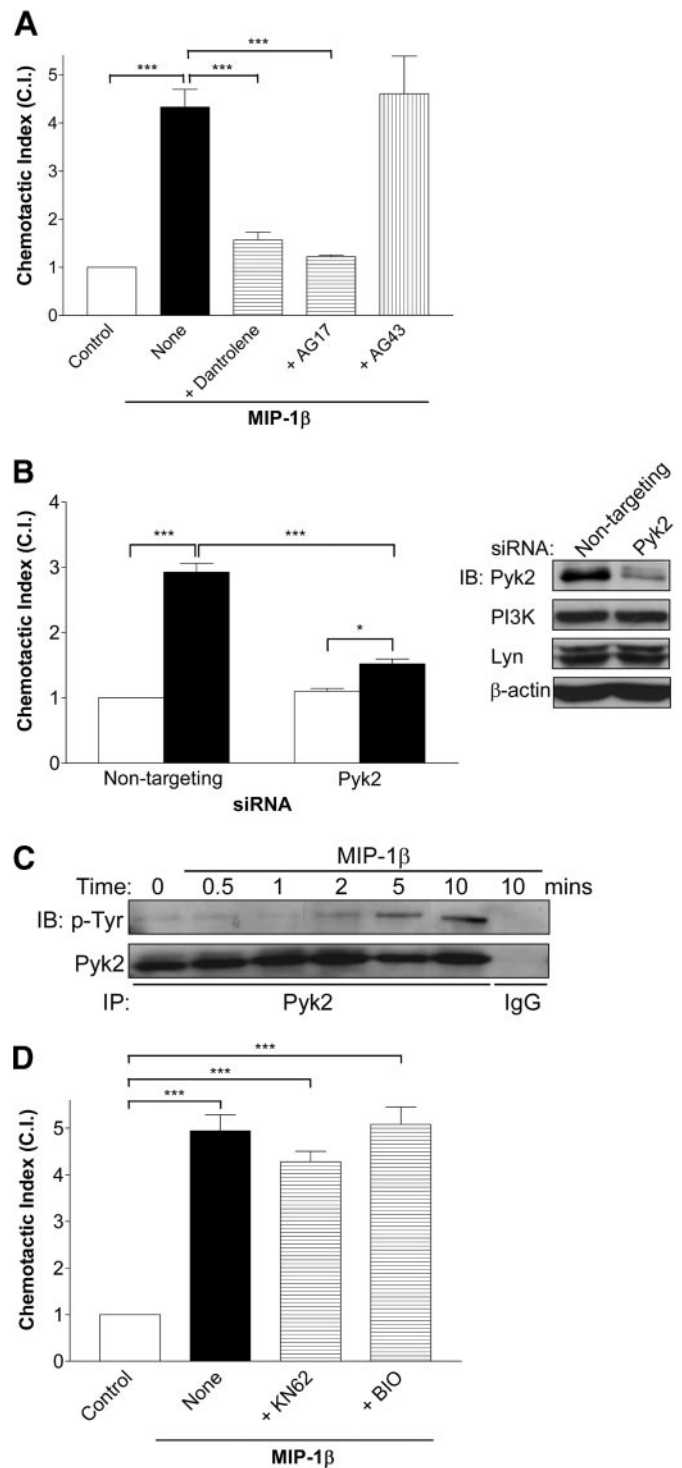 A
Chemotactic Index (C.I.)
5
4
3
2
1
0
***
***
***
Control
None
+ Dantrolene
+ AG17
+ AG43
MIP-1β
B
Chemotactic Index (C.I.)
4
3
2
1
0
***
***
*
Non-targeting
Pyk2
siRNA
siRNA:
Non-targeting
Pyk2
IB: Pyk2
PI3K
Lyn
β-actin
C
MIP-1β
Time: 0 0.5 1 2 5 10 10 mins
IB: p-Tyr
Pyk2
IP: Pyk2 IgG
D
Chemotactic Index (C.I.)
5
4
3
2
1
0
***
***
***
Control
None
+ KN62
+ BIO
MIP-1β